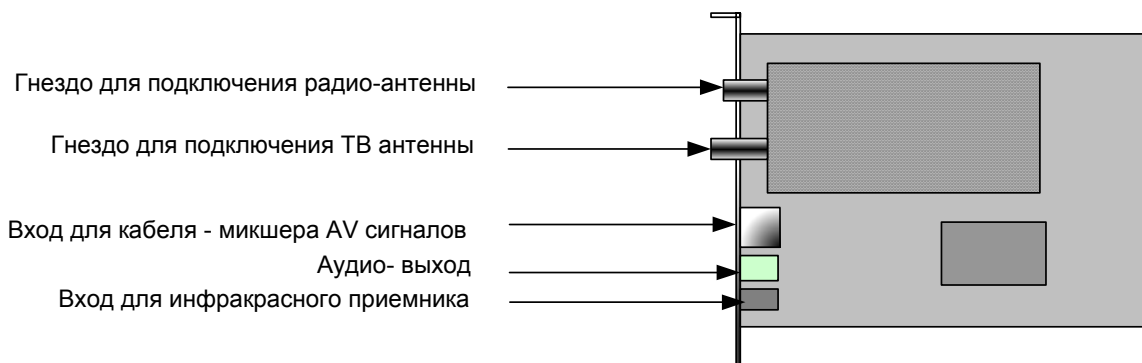 Гнездо для подключения радио-антенны
Гнездо для подключения ТВ антенны
Вход для кабеля - микшера AV сигналов
Аудио- выход
Вход для инфракрасного приемника